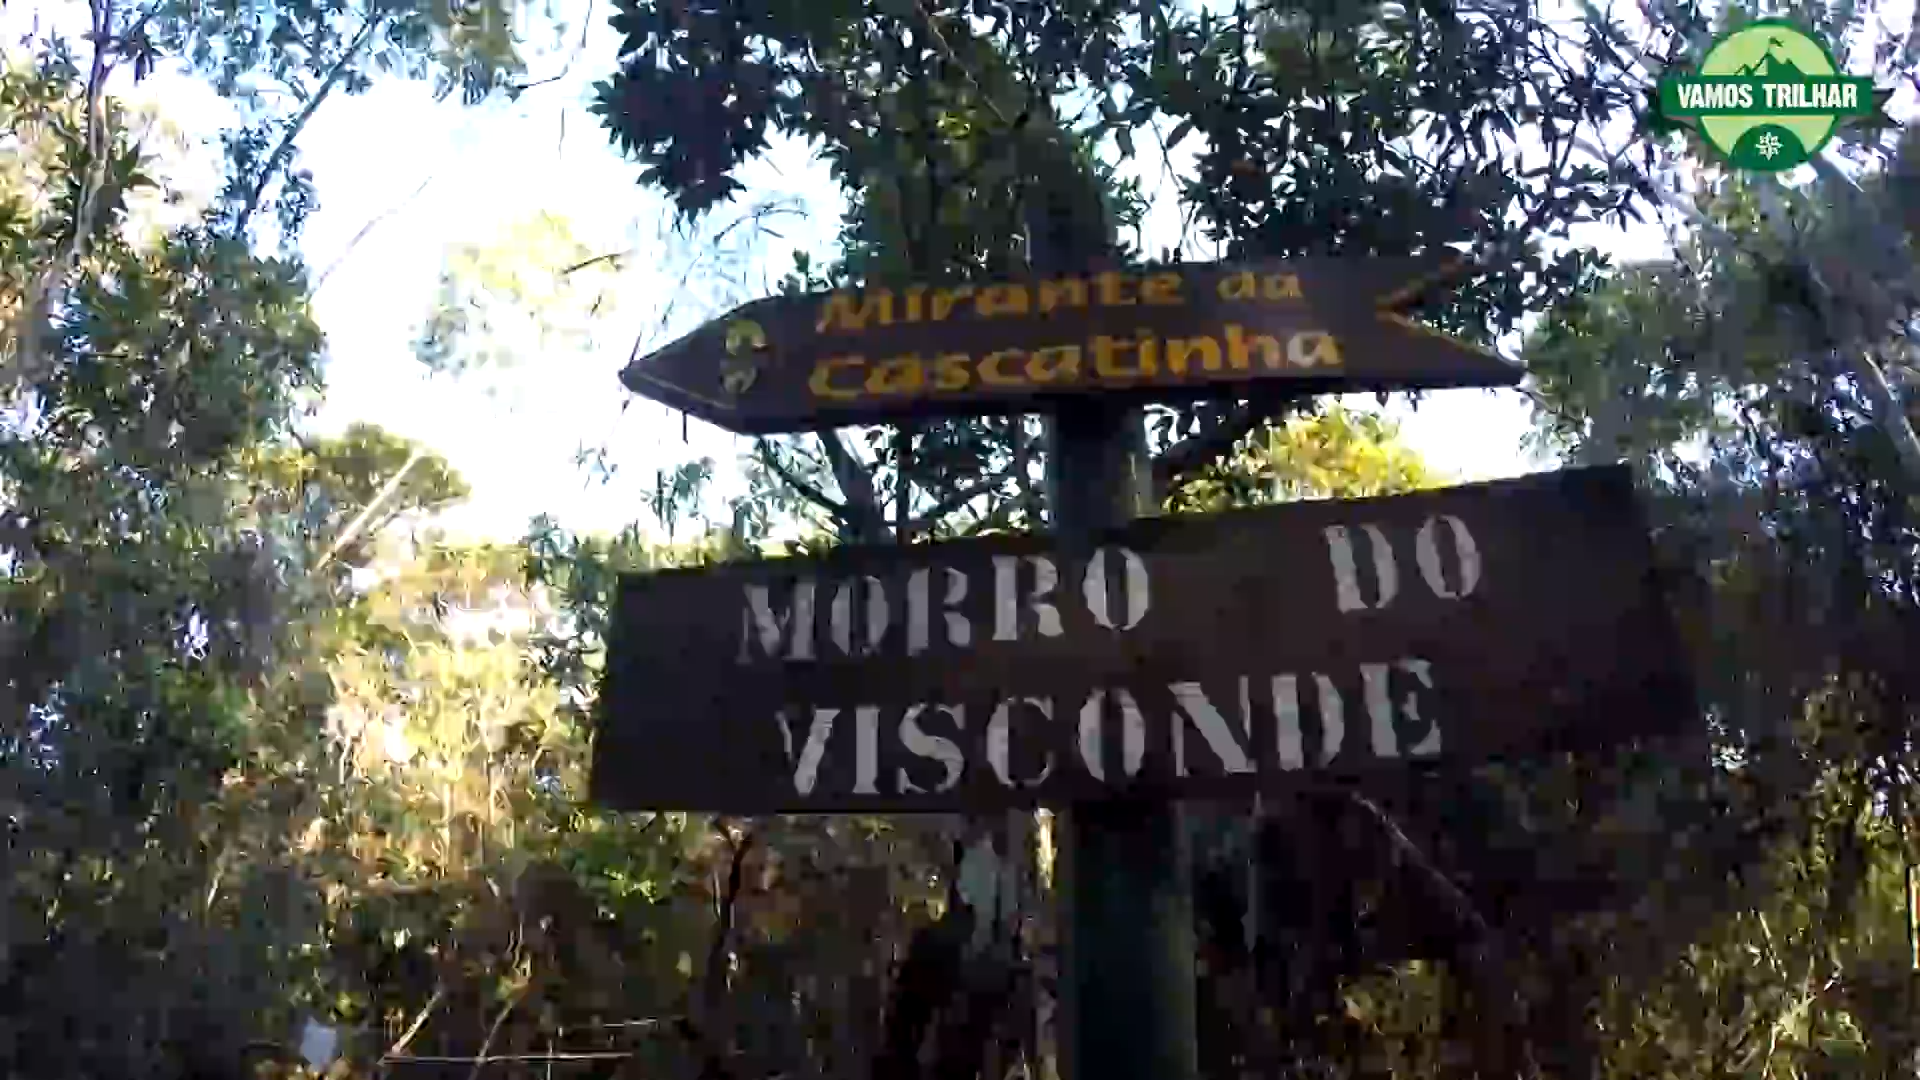 VAMOS TRILHAR
Mirante da
Cascatinha
MORRO DO
VISCONDE